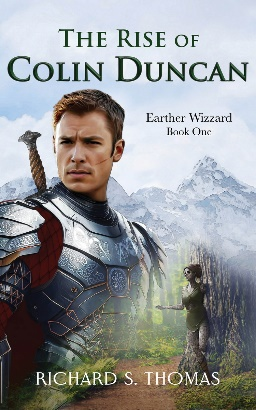 THE RISE OF
COLIN DUNCAN
Earther Wizzard
Book One
RICHARD S. THOMAS